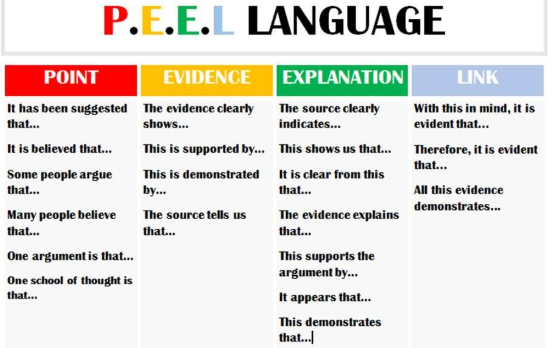 P.E.E.L LANGUAGE
POINT
It has been suggested
that...
It is believed that...
Some people argue
that...
Many people believe
that...
One argument is that...
One school of thought is
that...
EVIDENCE
The evidence clearly
shows...
This is supported by...
This is demonstrated
by...
The source tells us
that...
EXPLANATION
The source clearly
indicates...
This shows us that...
It is clear from this
that...
The evidence explains
that...
This supports the
argument by...
It appears that...
This demonstrates
that...
LINK
With this in mind, it is
evident that...
Therefore, it is evident
that...
All this evidence
demonstrates...